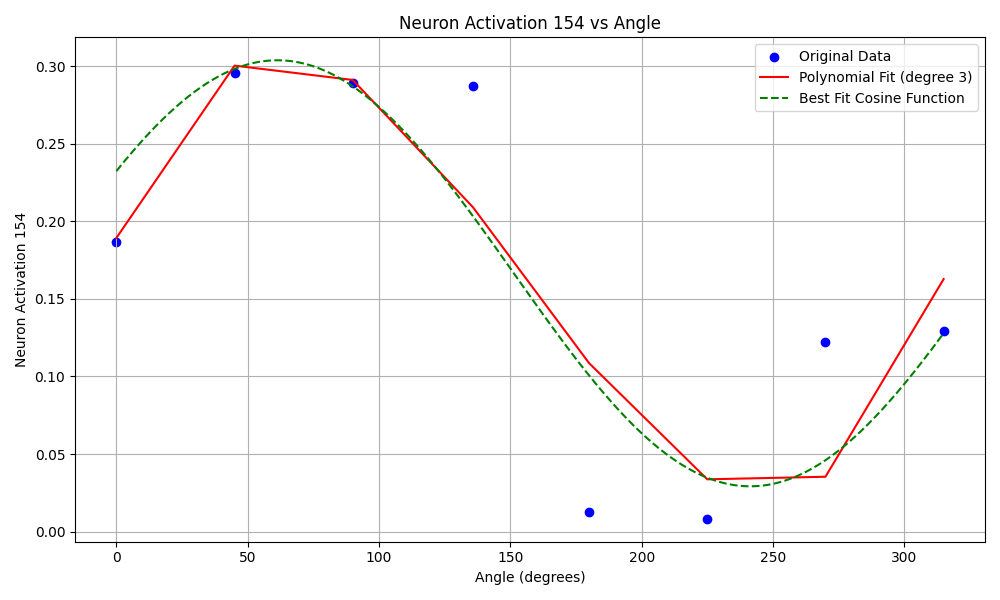 Neuron Activation 154 vs Angle
Original Data
Polynomial Fit (degree 3)
Best Fit Cosine Function
Neuron Activation 154
0.30
0.25
0.20
0.15
0.10
0.05
0.00
0 50 100 150 200 250 300
Angle (degrees)